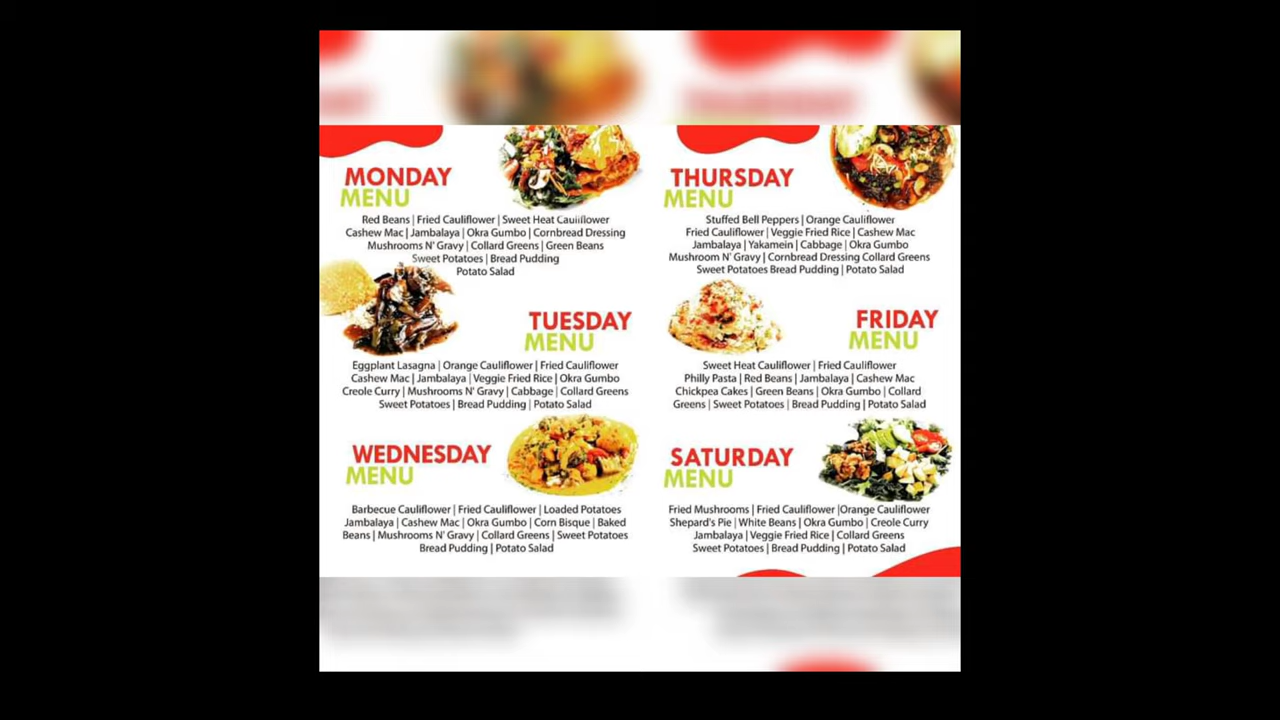 MONDAY
MENU
Red Beans | Fried Cauliflower | Sweet Heat Cauliflower
Cashew Mac | Jambalaya | Okra Gumbo | Cornbread Dressing
Mushrooms N' Gravy | Collard Greens | Green Beans
Sweet Potatoes | Bread Pudding
Potato Salad
TUESDAY
MENU
Eggplant Lasagna | Orange Cauliflower | Fried Cauliflower
Cashew Mac | Jambalaya | Veggie Fried Rice | Okra Gumbo
Creole Curry | Mushrooms N' Gravy | Cabbage | Collard Greens
Sweet Potatoes | Bread Pudding | Potato Salad
WEDNESDAY
MENU
Barbecue Cauliflower | Fried Cauliflower | Loaded Potatoes
Jambalaya | Cashew Mac | Okra Gumbo | Corn Bisque | Baked
Beans | Mushrooms N' Gravy | Collard Greens | Sweet Potatoes
Bread Pudding | Potato Salad
THURSDAY
MENU
Stuffed Bell Peppers | Orange Cauliflower
Fried Cauliflower | Veggie Fried Rice | Cashew Mac
Jambalaya | Yakamein | Cabbage | Okra Gumbo
Mushroom N' Gravy | Cornbread Dressing Collard Greens
Sweet Potatoes Bread Pudding | Potato Salad
FRIDAY
MENU
Sweet Heat Cauliflower | Fried Cauliflower
Philly Pasta | Red Beans | Jambalaya | Cashew Mac
Chickpea Cakes | Green Beans | Okra Gumbo | Collard
Greens | Sweet Potatoes | Bread Pudding | Potato Salad
SATURDAY
MENU
Fried Mushrooms | Fried Cauliflower |Orange Cauliflower
Shepard's Pie | White Beans | Okra Gumbo | Creole Curry
Jambalaya | Veggie Fried Rice | Collard Greens
Sweet Potatoes | Bread Pudding | Potato Salad